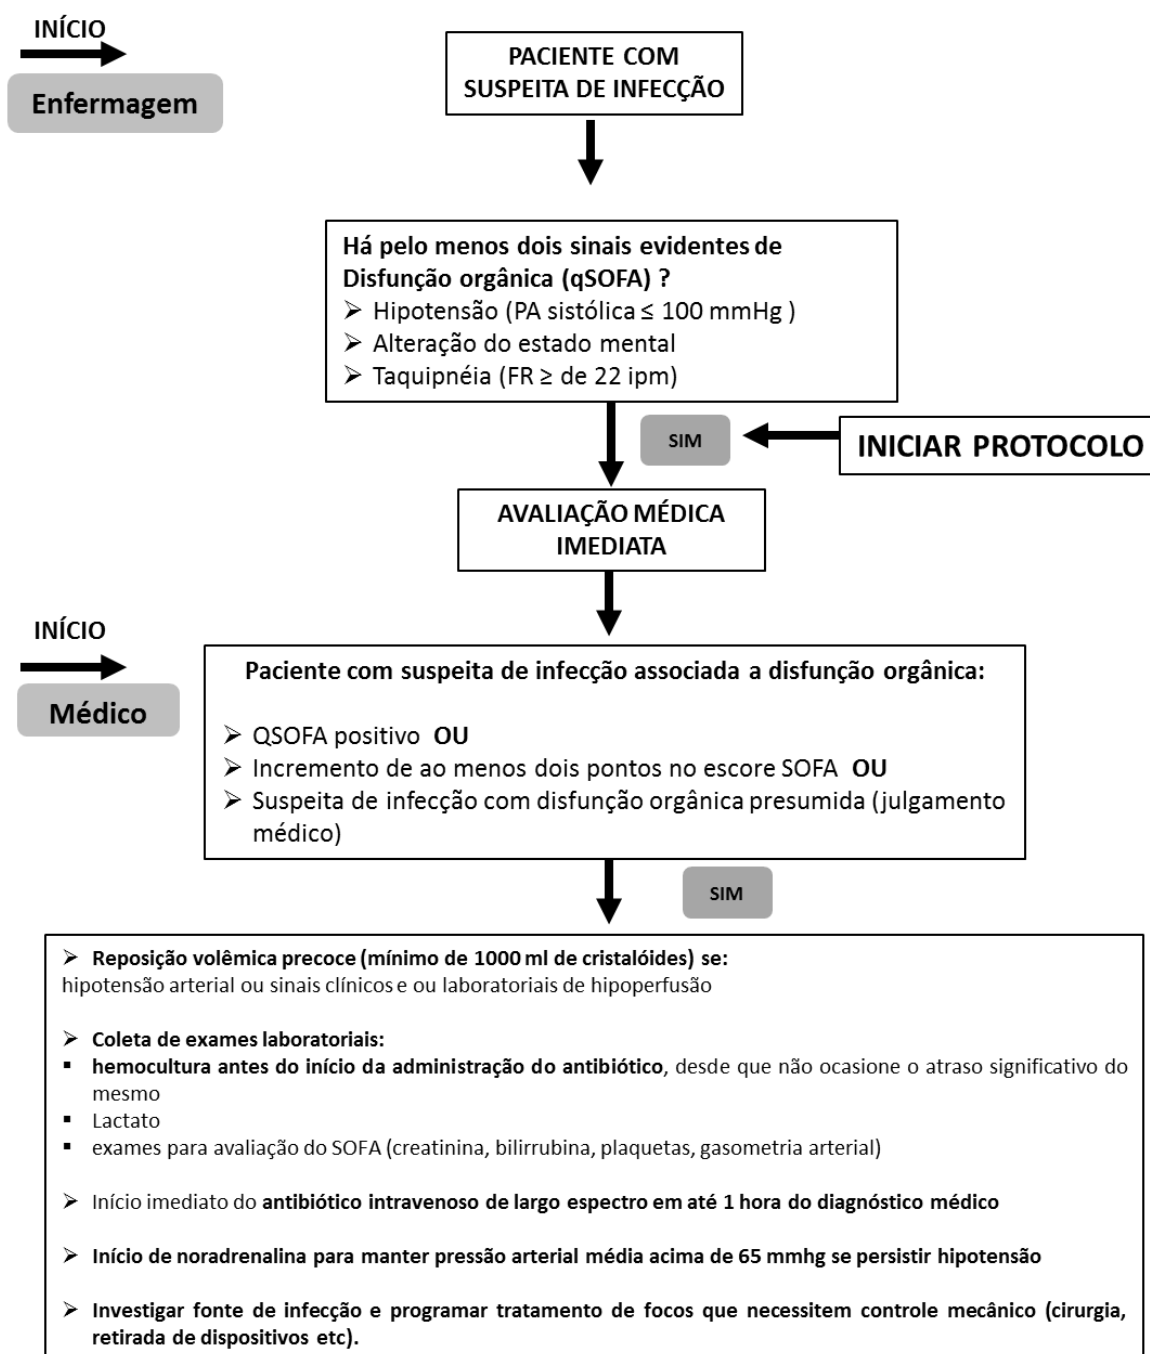 INÍCIO
Enfermagem
PACIENTE COM
SUSPEITA DE INFECÇÃO
Há pelo menos dois sinais evidentes de
Disfunção orgânica (qSOFA) ?
➢ Hipotensão (PA sistólica ≤ 100 mmHg )
➢ Alteração do estado mental
➢ Taquipnéia (FR ≥ de 22 ipm)
SIM
INICIAR PROTOCOLO
AVALIAÇÃO MÉDICA
IMEDIATA
INÍCIO
Médico
Paciente com suspeita de infecção associada a disfunção orgânica:
➢ QSOFA positivo OU
➢ Incremento de ao menos dois pontos no escore SOFA OU
➢ Suspeita de infecção com disfunção orgânica presumida (julgamento
médico)
SIM
➢ Reposição volêmica precoce (mínimo de 1000 ml de cristalóides) se:
hipotensão arterial ou sinais clínicos e ou laboratoriais de hipoperfusão
➢ Coleta de exames laboratoriais:
▪ hemocultura antes do início da administração do antibiótico, desde que não ocasione o atraso significativo do
mesmo
▪ Lactato
▪ exames para avaliação do SOFA (creatinina, bilirrubina, plaquetas, gasometria arterial)
➢ Início imediato do antibiótico intravenoso de largo espectro em até 1 hora do diagnóstico médico
➢ Início de noradrenalina para manter pressão arterial média acima de 65 mmhg se persistir hipotensão
➢ Investigar fonte de infecção e programar tratamento de focos que necessitem controle mecânico (cirurgia,
retirada de dispositivos etc).